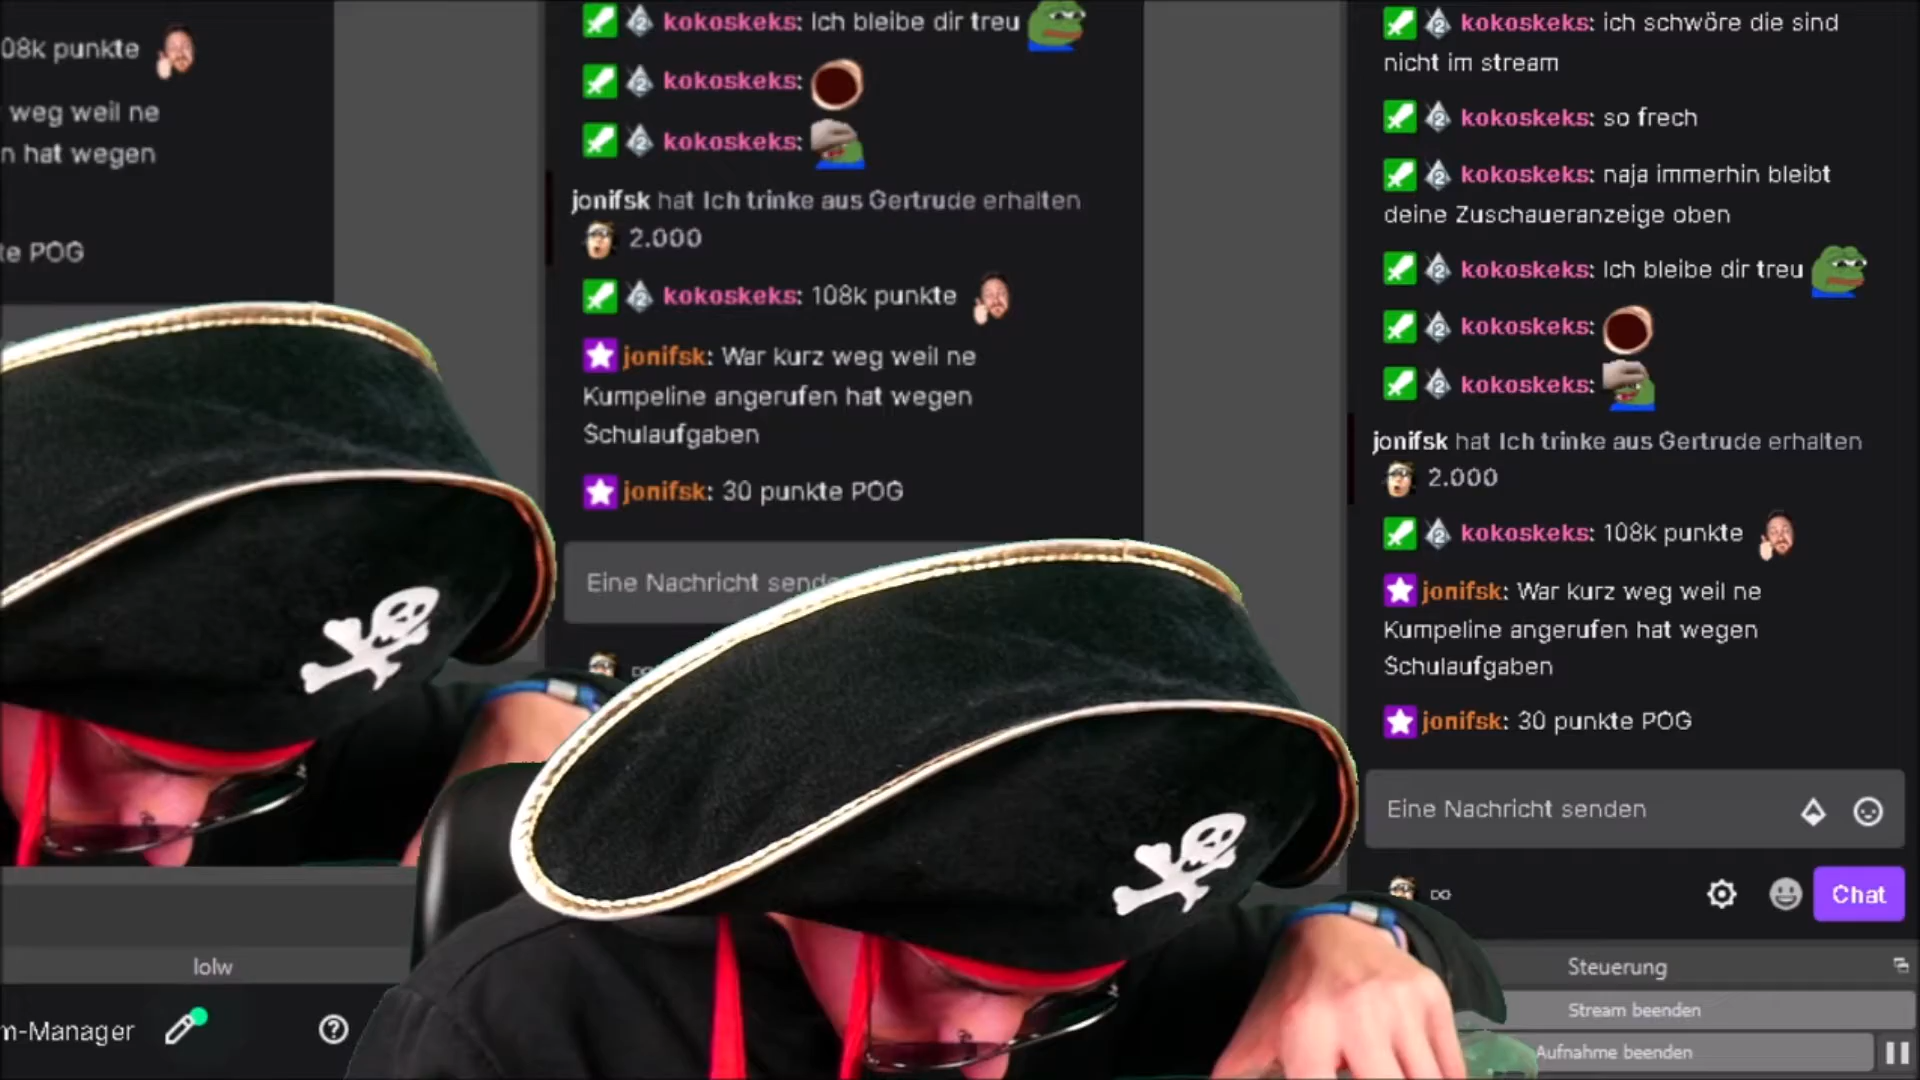 08k punkte
weg weil ne
n hat wegen
te POG
lolw
m-Manager
kokoskeks: Ich bleibe dir treu
kokoskeks:
kokoskeks:
jonifsk hat Ich trinke aus Gertrude erhalten
2.000
kokoskeks: 108k punkte
jonifsk: War kurz weg weil ne
Kumpeline angerufen hat wegen
Schulaufgaben
jonifsk: 30 punkte POG
Eine Nachricht sende
kokoskeks: ich schwöre die sind
nicht im stream
kokoskeks: so frech
kokoskeks: naja immerhin bleibt
deine Zuschaueranzeige oben
kokoskeks: Ich bleibe dir treu
kokoskeks:
kokoskeks:
jonifsk hat Ich trinke aus Gertrude erhalten
2.000
kokoskeks: 108k punkte
jonifsk: War kurz weg weil ne
Kumpeline angerufen hat wegen
Schulaufgaben
jonifsk: 30 punkte POG
Eine Nachricht senden
Chat
Steuerung
Stream beenden
Aufnahme beenden